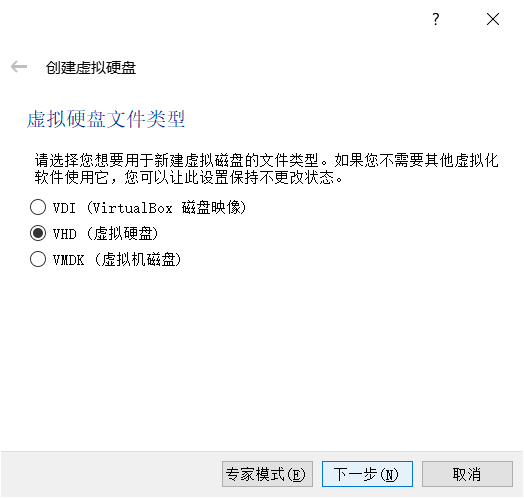 ?
创建虚拟硬盘
虚拟硬盘文件类型
请选择您想要用于新建虚拟磁盘的文件类型。如果您不需要其他虚拟化
软件使用它，您可以让此设置保持不更改状态。
VDI (VirtualBox 磁盘映像)
VHD (虚拟硬盘)
VMDK (虚拟机磁盘)
专家模式(E) 下一步(N) 取消